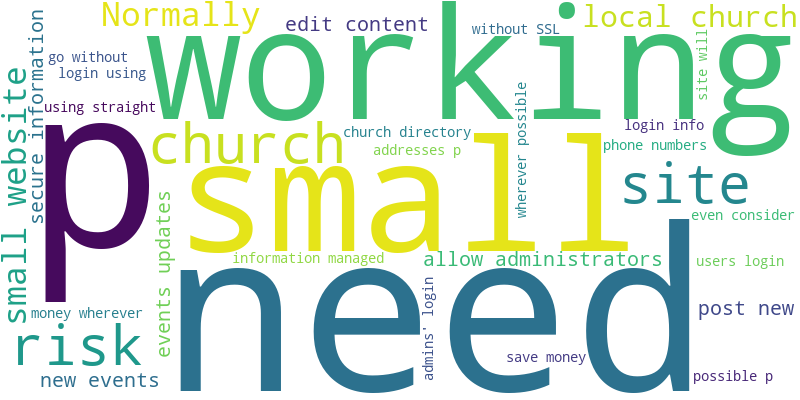 Normally
edit content
without SSL
local church
working
go without
login using
site will
secure information
using straight
small website
p
church
church directory
wherever possible
login info
phone numbers
addresses p
small
site
even consider
events updates
information managed
allow administrators
users login
need
admins' login
money wherever
post new
risk
save money
new events
possible p